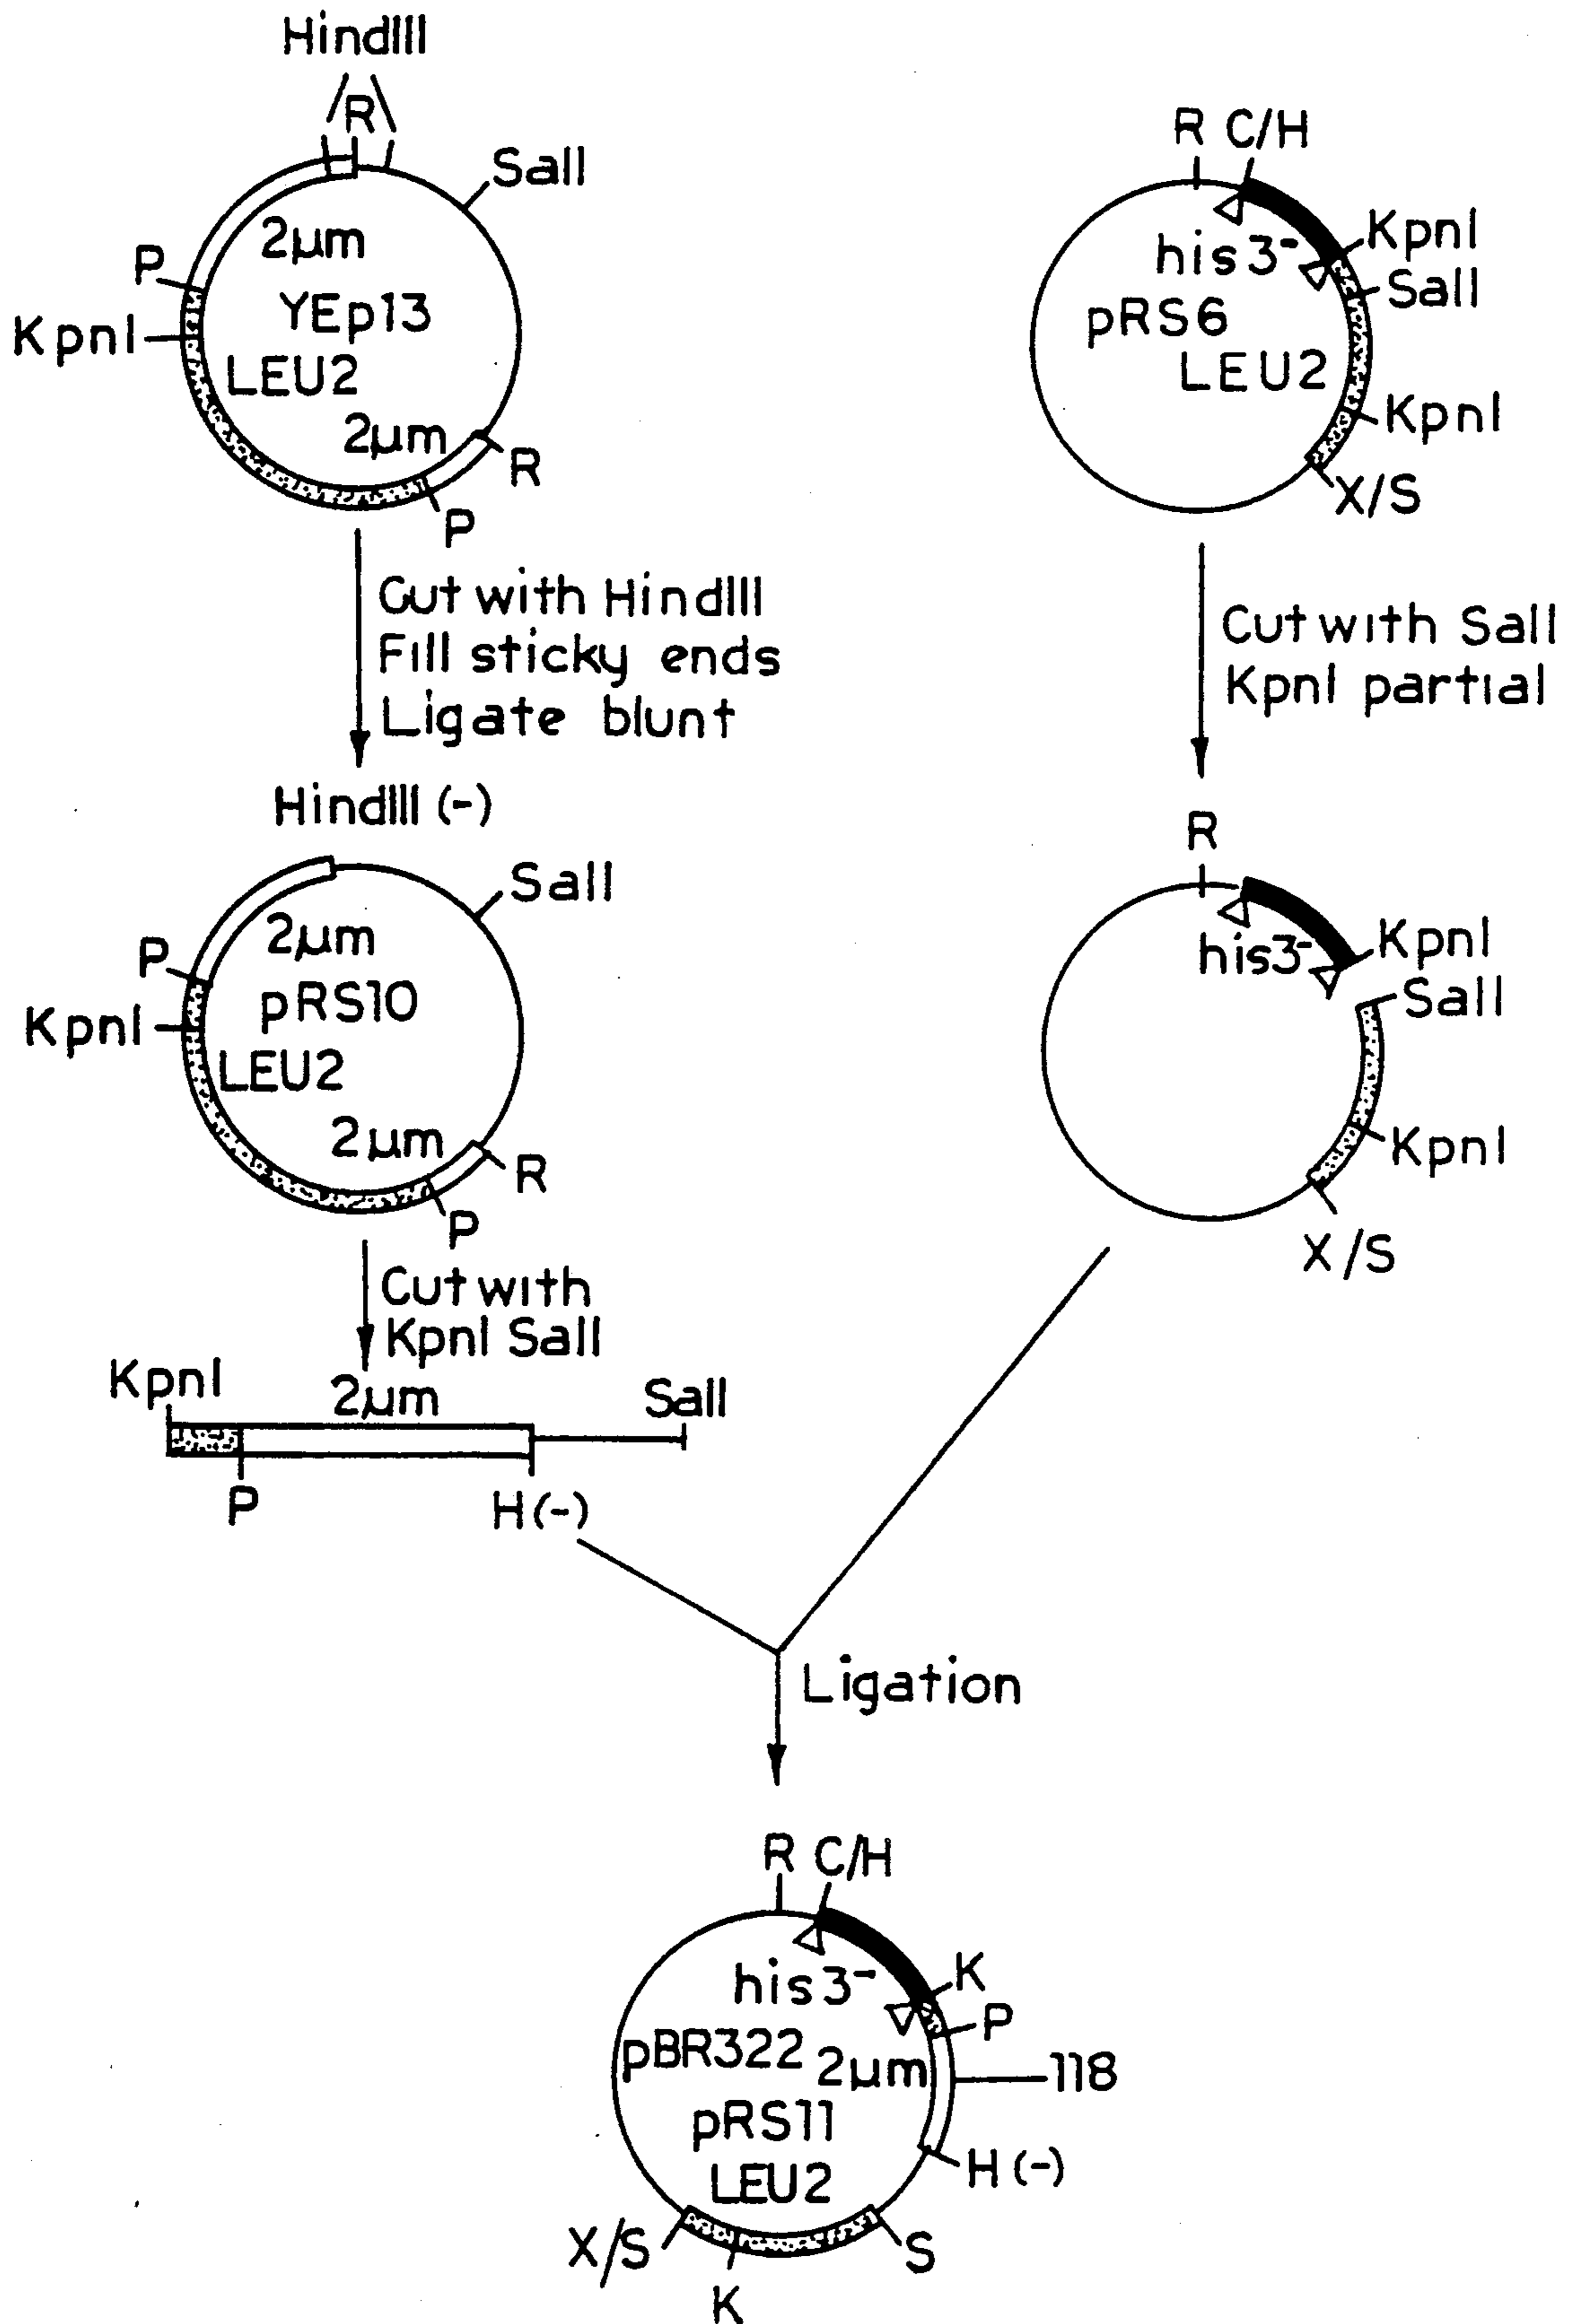 HindIII
R
SalI
2µm
P
YEp13
KpnI
LEU2
2µm
R
P
Cut with HindIII
Fill sticky ends
Ligate blunt
HindIII (-)
SalI
2µm
P
pRS10
KpnI
LEU2
2µm
R
P
Cut with
KpnI SalI
KpnI
2µm
SalI
P
H(-)
R C/H
KpnI
his3-
SalI
pRS6
LEU2
KpnI
X/S
Cut with SalI
KpnI partial
R
KpnI
his3-
SalI
KpnI
X/S
Ligation
R C/H
K
his3-
P
pBR322
2µm
118
pRS11
H (-)
LEU2
X/S
S
K